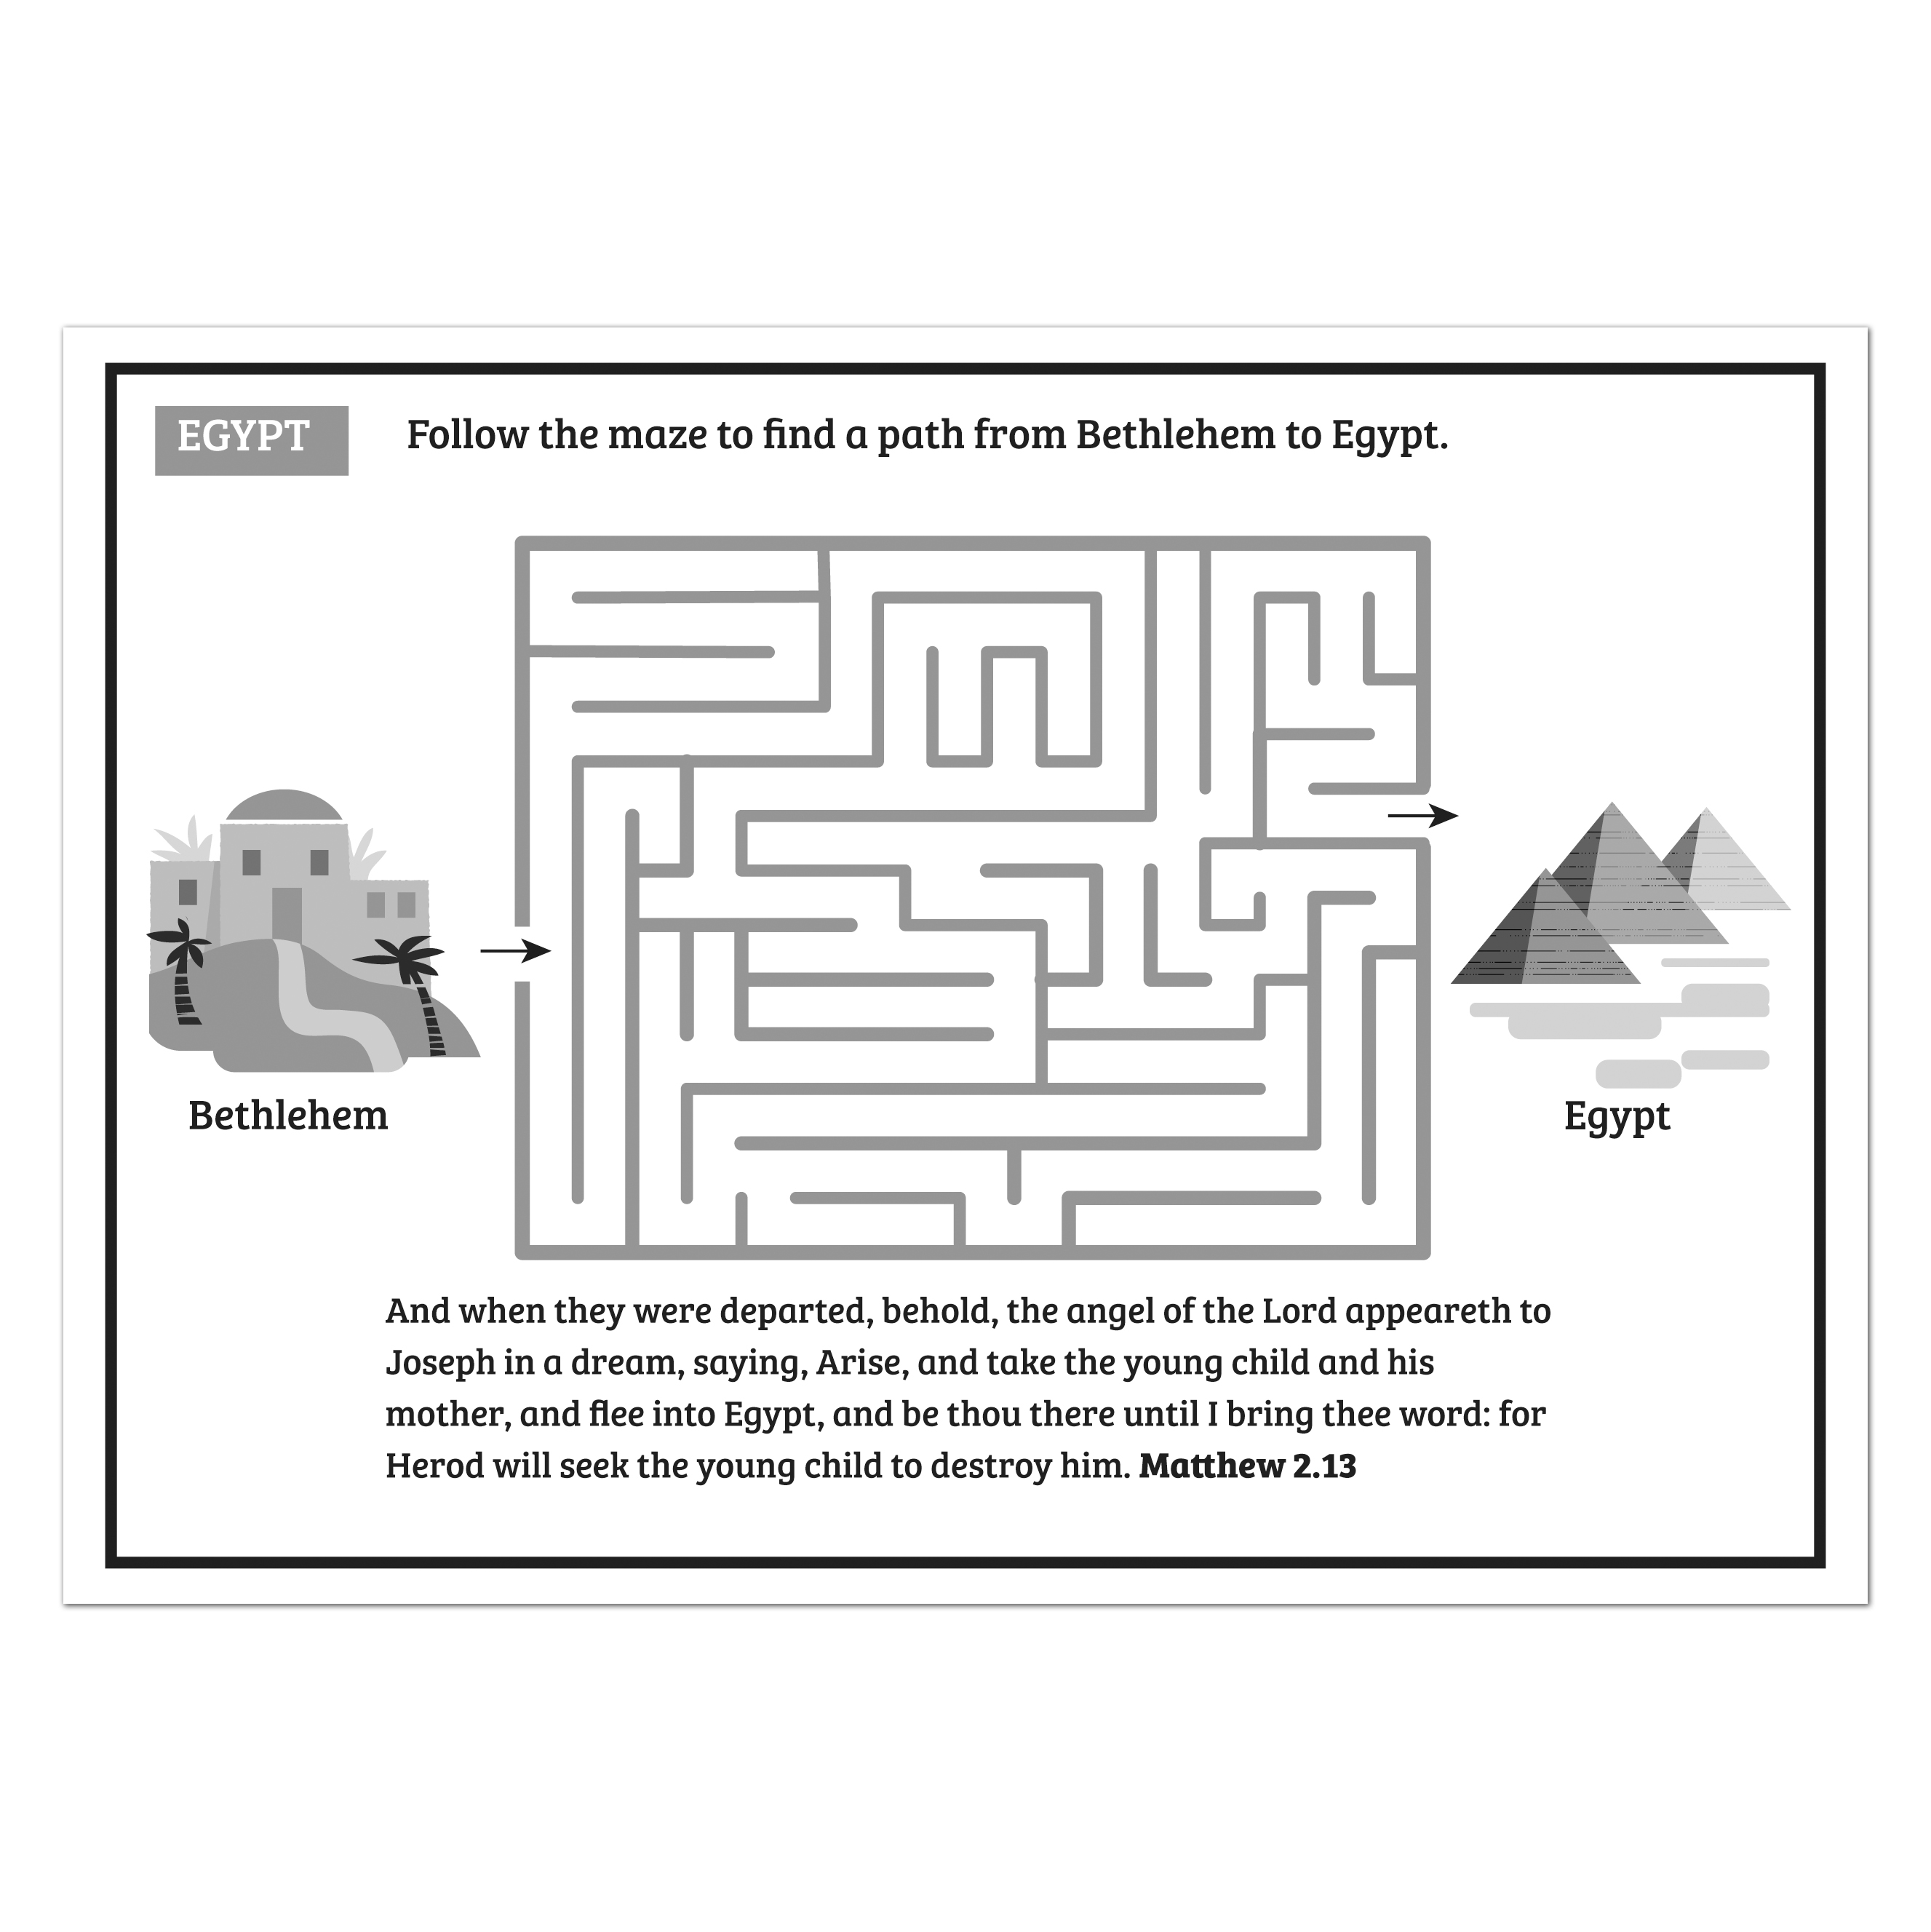 EGYPT
Follow the maze to find a path from Bethlehem to Egypt.
Bethlehem
Egypt
And when they were departed, behold, the angel of the Lord appeareth to
Joseph in a dream, saying, Arise, and take the young child and his
mother, and flee into Egypt, and be thou there until I bring thee word: for
Herod will seek the young child to destroy him. Matthew 2.13